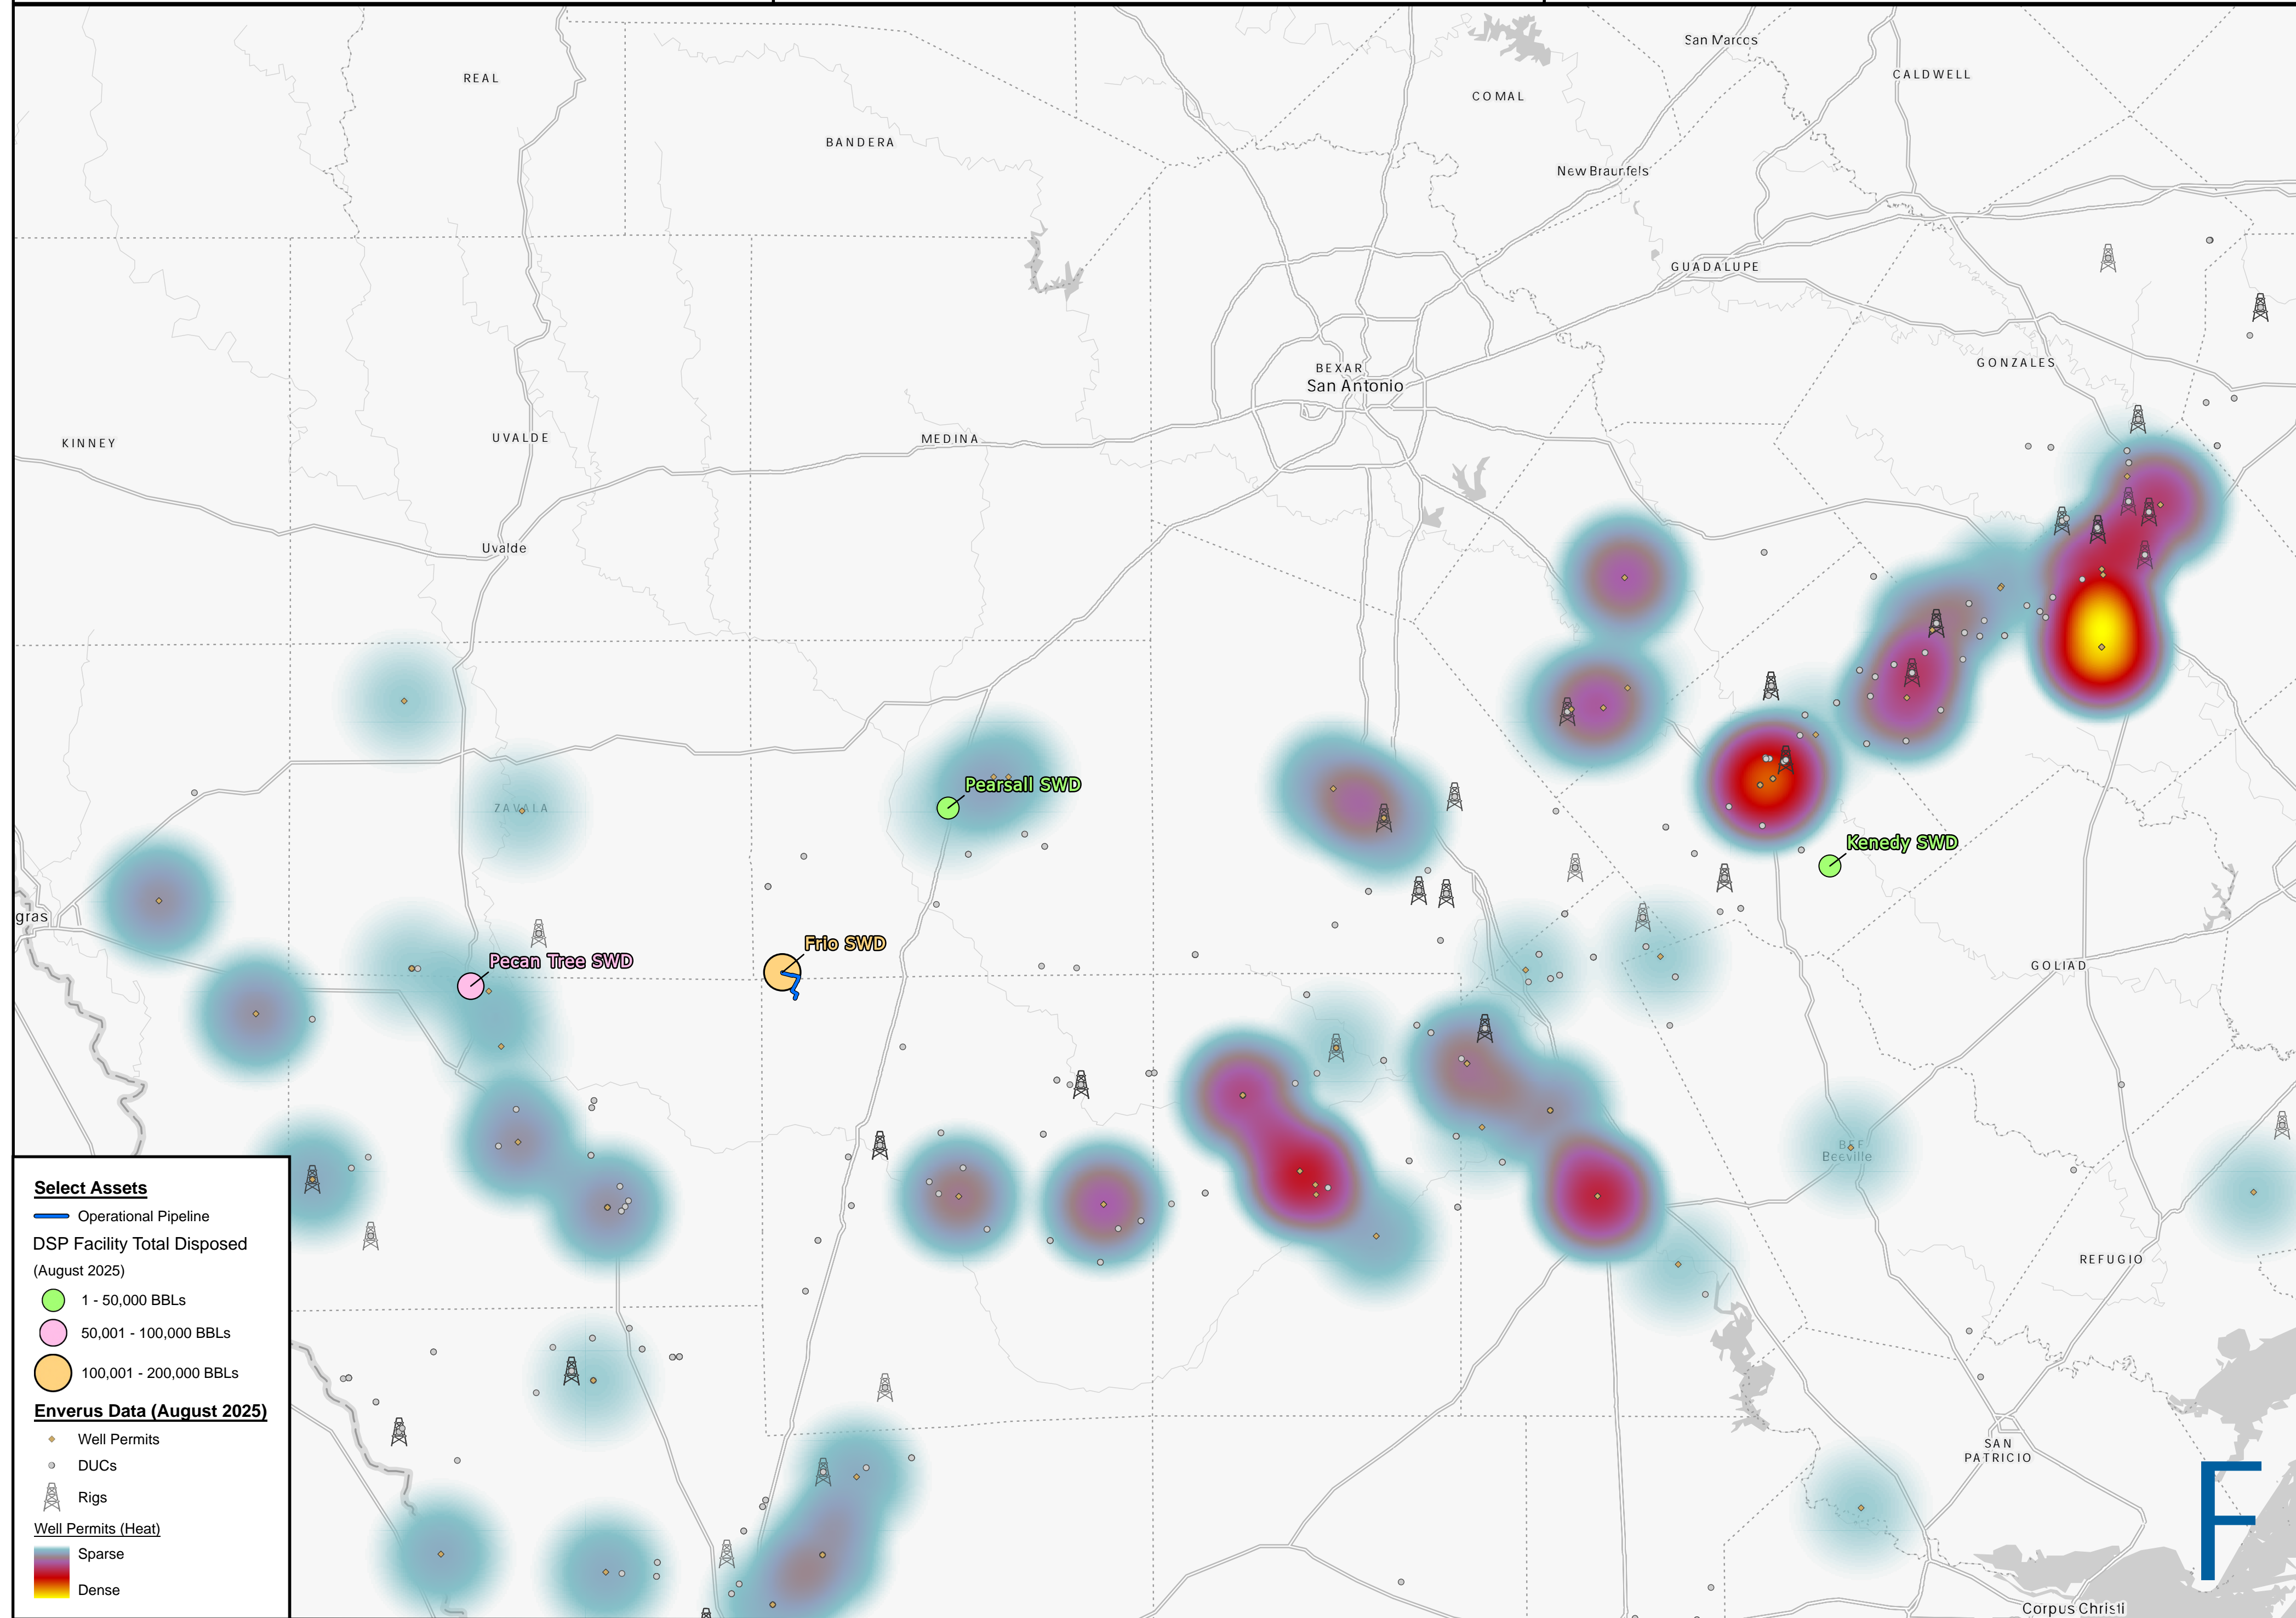 San Marcos
CALDWELL
REAL
COMAL
BANDERA
New Braunfels
GUADALUPE
GONZALES
BEXAR
San Antonio
KINNEY
UVALDE
MEDINA
Uvalde
Pearsall SWD
ZAVALA
Kenedy SWD
gras
Frio SWD
Pecan Tree SWD
GOLIAD
BEE
Beeville
REFUGIO
SAN
PATRICIO
Corpus Christi
F
Select Assets
Operational Pipeline
DSP Facility Total Disposed
(August 2025)
1 - 50,000 BBLs
50,001 - 100,000 BBLs
100,001 - 200,000 BBLs
Enverus Data (August 2025)
Well Permits
DUCs
Rigs
Well Permits (Heat)
Sparse
Dense